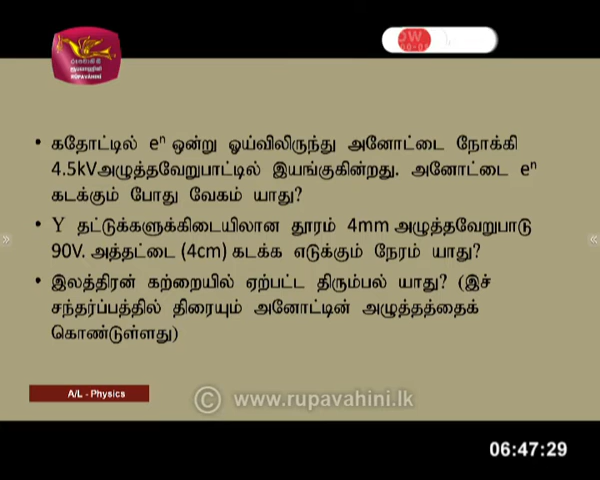 RUPAVAHINI
• கதோட்டில் eⁿ ஒன்று ஓய்விலிருந்து அனோட்டை நோக்கி
4.5kVஅழுத்தவேறுபாட்டில் இயங்குகின்றது. அனோட்டை eⁿ
கடக்கும் போது வேகம் யாது?
• Y தட்டுக்களுக்கிடையிலான தூரம் 4mm அழுத்தவேறுபாடு
90V. அத்தட்டை (4cm) கடக்க எடுக்கும் நேரம் யாது?
• இலத்திரன் கற்றையில் ஏற்பட்ட திரும்பல் யாது? (இச்
சந்தர்ப்பத்தில் திரையும் அனோட்டின் அழுத்தத்தைக்
கொண்டுள்ளது)
A/L - Physics
© www.rupavahini.lk
06:47:29